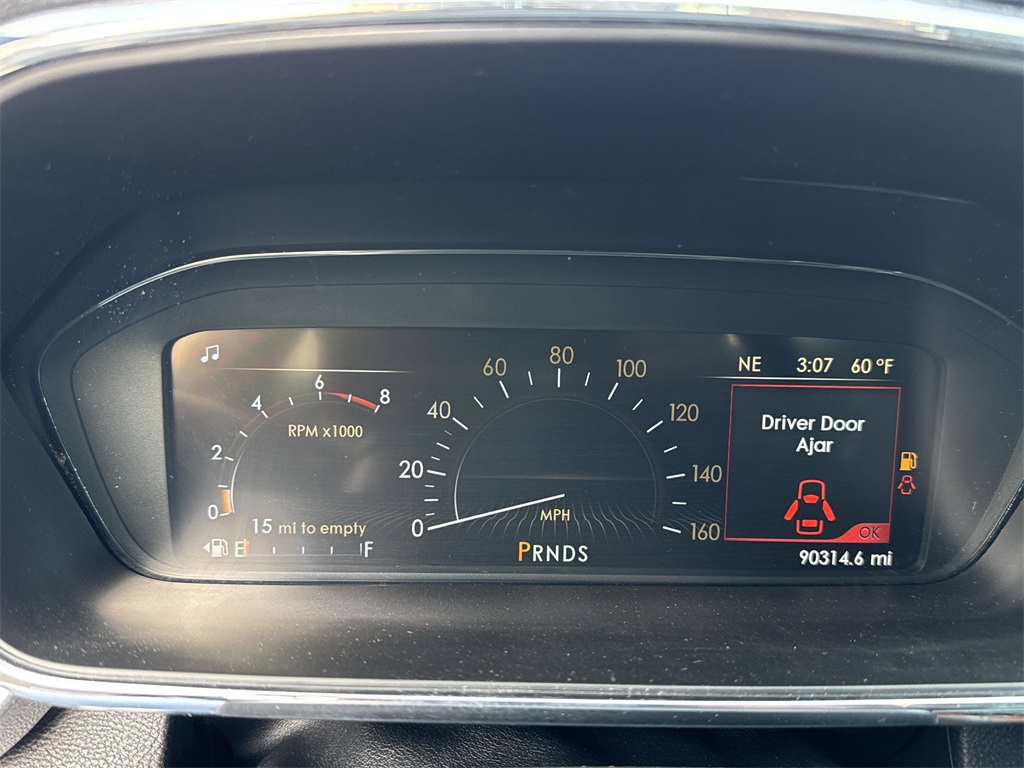 NE 3:07 60 °F
0 2 4 6 8
RPM x1000
15 mi to empty
E F
0 20 40 60 80 100 120 140 160
MPH
PRNDS
Driver Door
Ajar
OK
90314.6 mi